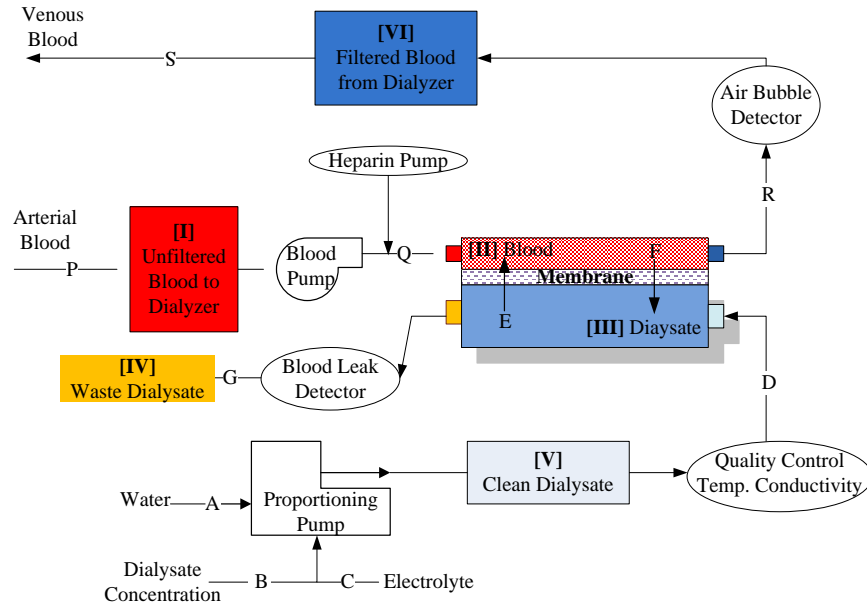 Venous
Blood
S
[VI]
Filtered Blood
from Dialyzer
Air Bubble
Detector
Heparin Pump
R
Arterial
Blood
P
[I]
Unfiltered
Blood to
Dialyzer
Blood
Pump
Q
[II] Blood
F
Membrane
E
[III] Diaysate
[IV]
Waste Dialysate
G
Blood Leak
Detector
D
[V]
Clean Dialysate
Quality Control
Temp. Conductivity
Water
A
Proportioning
Pump
Dialysate
Concentration
B
C
Electrolyte